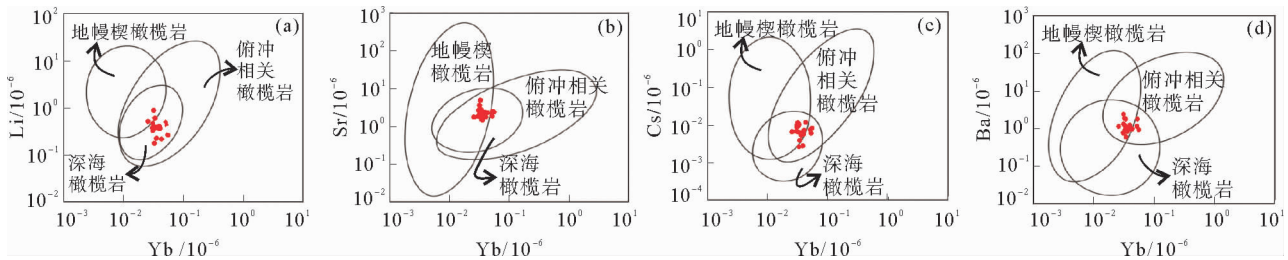 (a)
地幔楔橄榄岩
俯冲
相关
橄榄岩
深海
橄榄岩
Li/10⁻⁶
10²
10¹
10⁰
10⁻¹
10⁻²
10⁻³
10⁻²
10⁻¹
10⁰
10¹
Yb/10⁻⁶
(b)
地幔楔
橄榄岩
俯冲相关
橄榄岩
深海
橄榄岩
Sr/10⁻⁶
10³
10²
10¹
10⁰
10⁻¹
10⁻²
10⁻³
10⁻²
10⁻¹
10⁰
10¹
Yb/10⁻⁶
(c)
地幔楔橄榄岩
俯冲
相关
橄榄岩
深海
橄榄岩
Cs/10⁻⁶
10¹
10⁰
10⁻¹
10⁻²
10⁻³
10⁻⁴
10⁻³
10⁻²
10⁻¹
10⁰
10¹
Yb/10⁻⁶
(d)
地幔楔橄榄岩
俯冲相关
橄榄岩
深海
橄榄岩
Ba/10⁻⁶
10³
10²
10¹
10⁰
10⁻¹
10⁻²
10⁻³
10⁻²
10⁻¹
10⁰
10¹
Yb/10⁻⁶